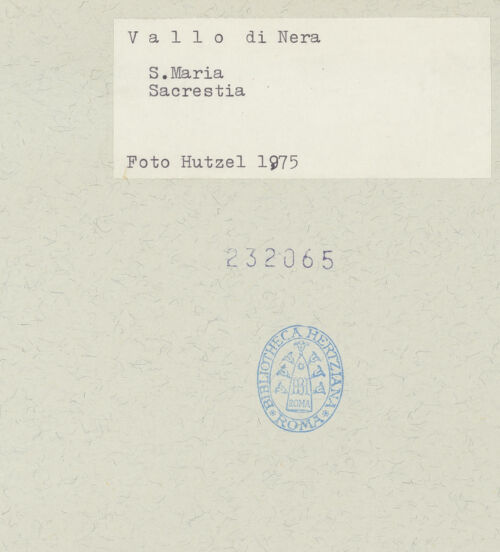 V a l l o di Nera
S.Maria
Sacrestia
Foto Hutzel 1975
232065
BIBLIOTHECA HERTZIANA
ROMA
ROMA